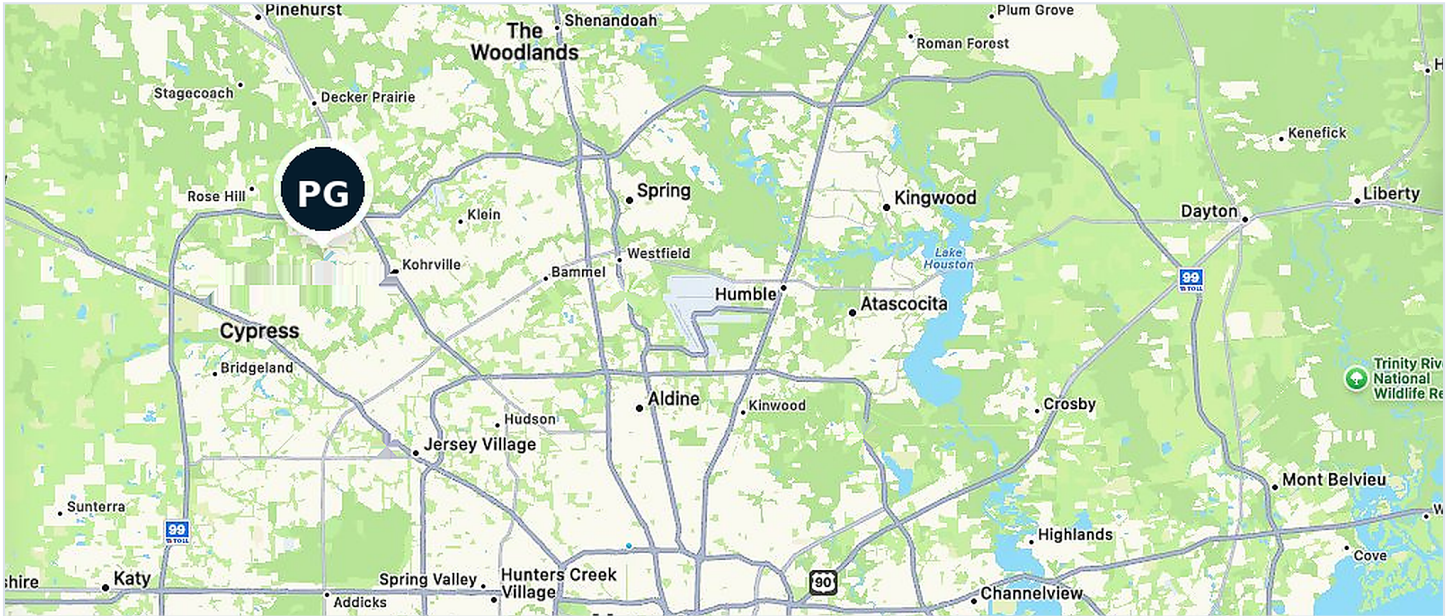 Pinehurst
Shenandoah
Plum Grove
The
Woodlands
Roman Forest
Stagecoach
Decker Prairie
Kenefick
PG
Rose Hill
Spring
Kingwood
Liberty
Klein
Dayton
Westfield
Lake
Houston
Kohrville
Bammel
99
TOLL
Humble
Atascocita
Cypress
Bridgeland
Trinity Riv
National
Wildlife Re
Aldine
Kinwood
Crosby
Hudson
Jersey Village
Mont Belvieu
Sunterra
99
TOLL
Highlands
Cove
shire
Katy
Spring Valley
Hunters Creek
Village
90
Channelview
Addicks